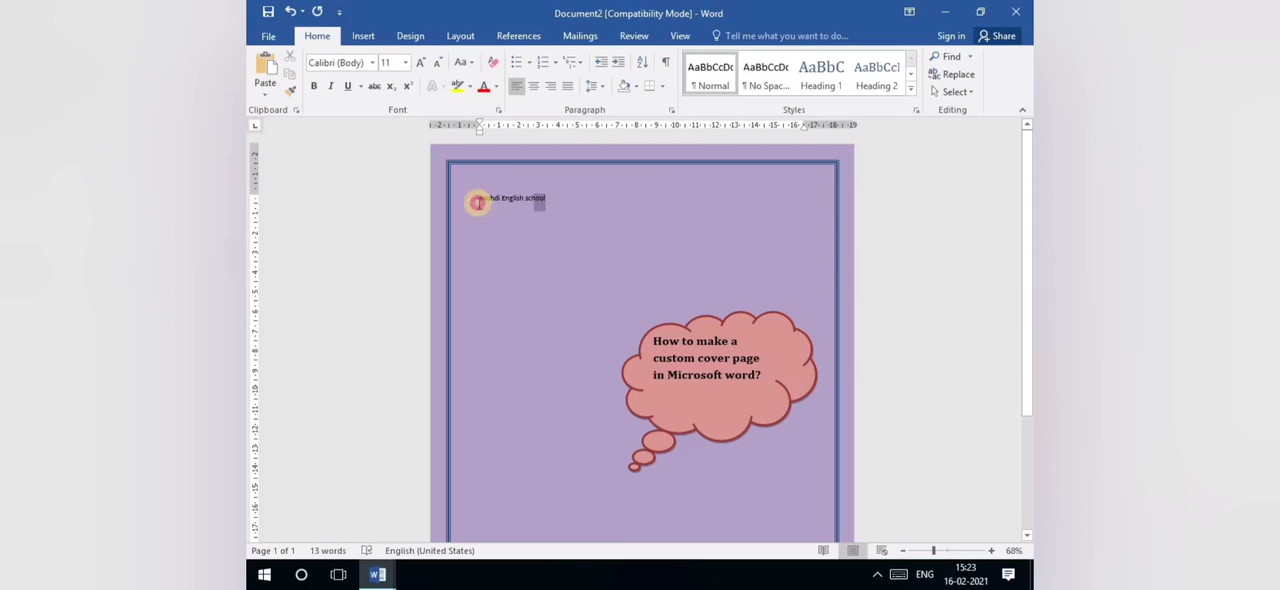 Document2 [Compatibility Mode] - Word
File Home Insert Design Layout References Mailings Review View Tell me what you want to do... Sign in Share
Paste
Clipboard
Calibri (Body) 11
Font
Paragraph
AaBbCcDc AaBbCcDc AaBbC AaBbCcI
¶ Normal ¶ No Spac... Heading 1 Heading 2
Styles
Find
Replace
Select
Editing
English school
How to make a
custom cover page
in Microsoft word?
Page 1 of 1 13 words English (United States) 68%
ENG
15:23
16-02-2021